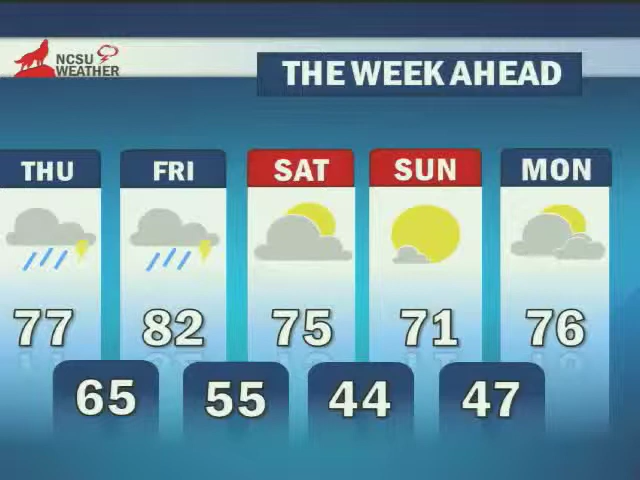 NCSU
WEATHER
THE WEEK AHEAD
THU FRI SAT SUN MON
77 82 75 71 76
65 55 44 47